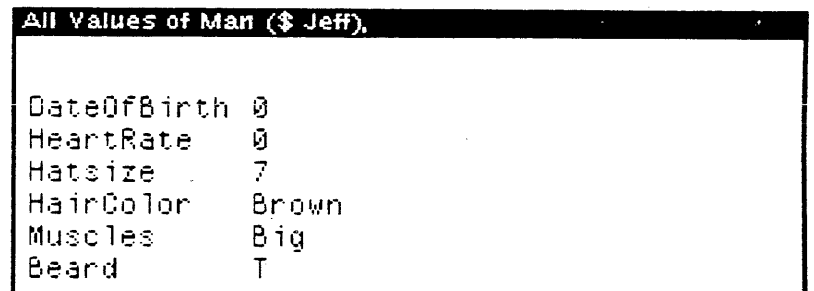 All Values of Man ($ Jeff).
DateOfBirth 0
HeartRate 0
Hatsize 7
HairColor Brown
Muscles Big
Beard T